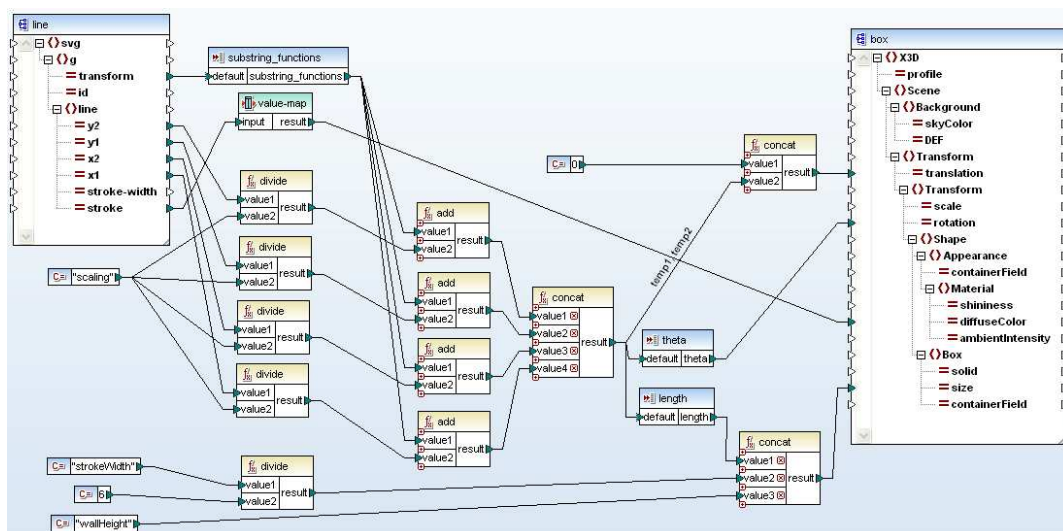 line
svg
g
transform
id
line
y2
y1
x2
x1
stroke-width
stroke
substring_functions
default substring_functions
value-map
input result
"scaling"
divide
value1
value2
result
divide
value1
value2
result
divide
value1
value2
result
divide
value1
value2
result
add
value1
value2
result
add
value1
value2
result
add
value1
value2
result
add
value1
value2
result
concat
value1
value2
value3
value4
result
temp1, temp2
C= 0
concat
value1
value2
result
theta
default theta
length
default length
"strokeWidth"
C= 6
"wallHeight"
divide
value1
value2
result
concat
value1
value2
value3
result
box
X3D
profile
Scene
Background
skyColor
DEF
Transform
translation
Transform
scale
rotation
Shape
Appearance
containerField
Material
shininess
diffuseColor
ambientIntensity
Box
solid
size
containerField